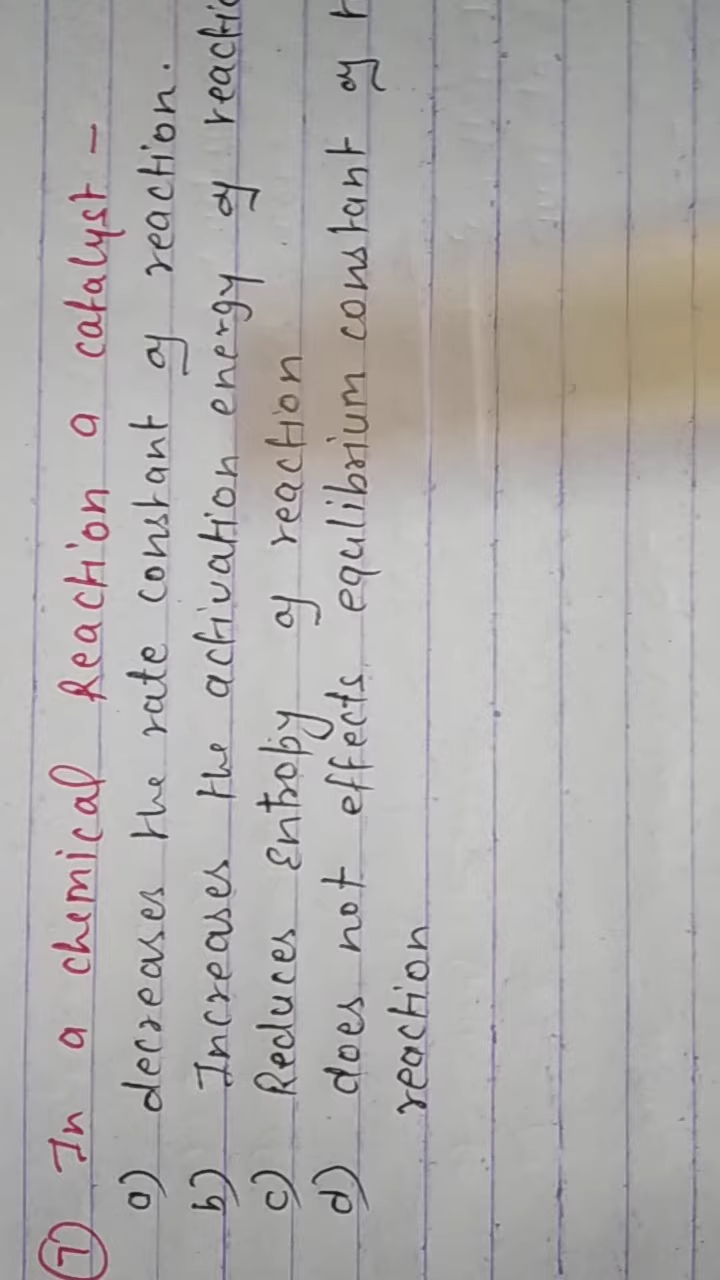 7 In a chemical Reaction a catalyst -
a) decreases the rate constant of reaction.
b) Increases the activation energy of reactio
c) Reduces Entropy of reaction
d) does not effects equilibrium constant of
reaction